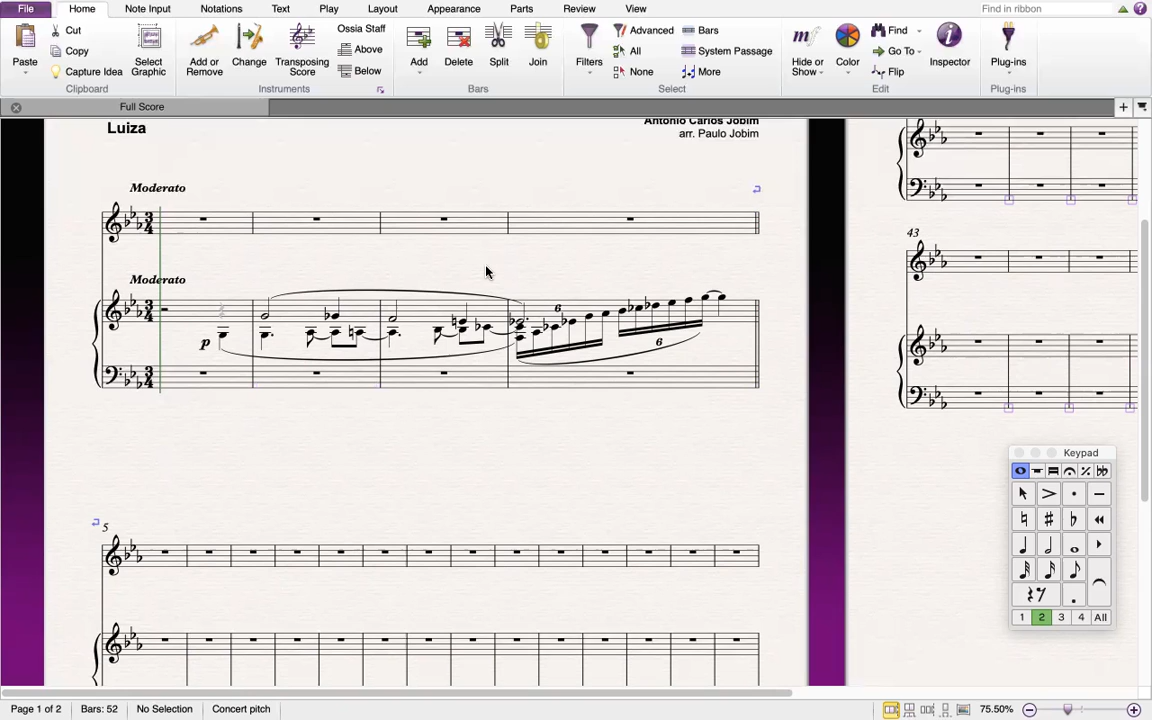 File Home Note Input Notations Text Play Layout Appearance Parts Review View Find in ribbon
Paste Cut Copy Capture Idea Select Graphic Add or Remove Change Transposing Score Ossia Staff Above Below Add Delete Split Join Filters Advanced All None Bars System Passage More Hide or Show Color Find Go To Flip Inspector Plug-ins
Clipboard Instruments Bars Select Edit Plug-ins
Full Score
Antonio Carlos Jobim
Luiza
arr. Paulo Jobim
Moderato
Moderato
p
6
6
5
43
Keypad
1 2 3 4 All
Page 1 of 2 Bars: 52 No Selection Concert pitch 75.50%